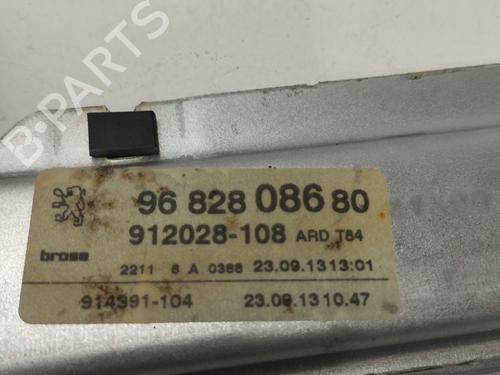 B-PARTS
96 828 086 80
912028-108 ARD T84
brose
2211 6 A 0388 23.09.13 13:01
914391-104 23.09.13 10.47